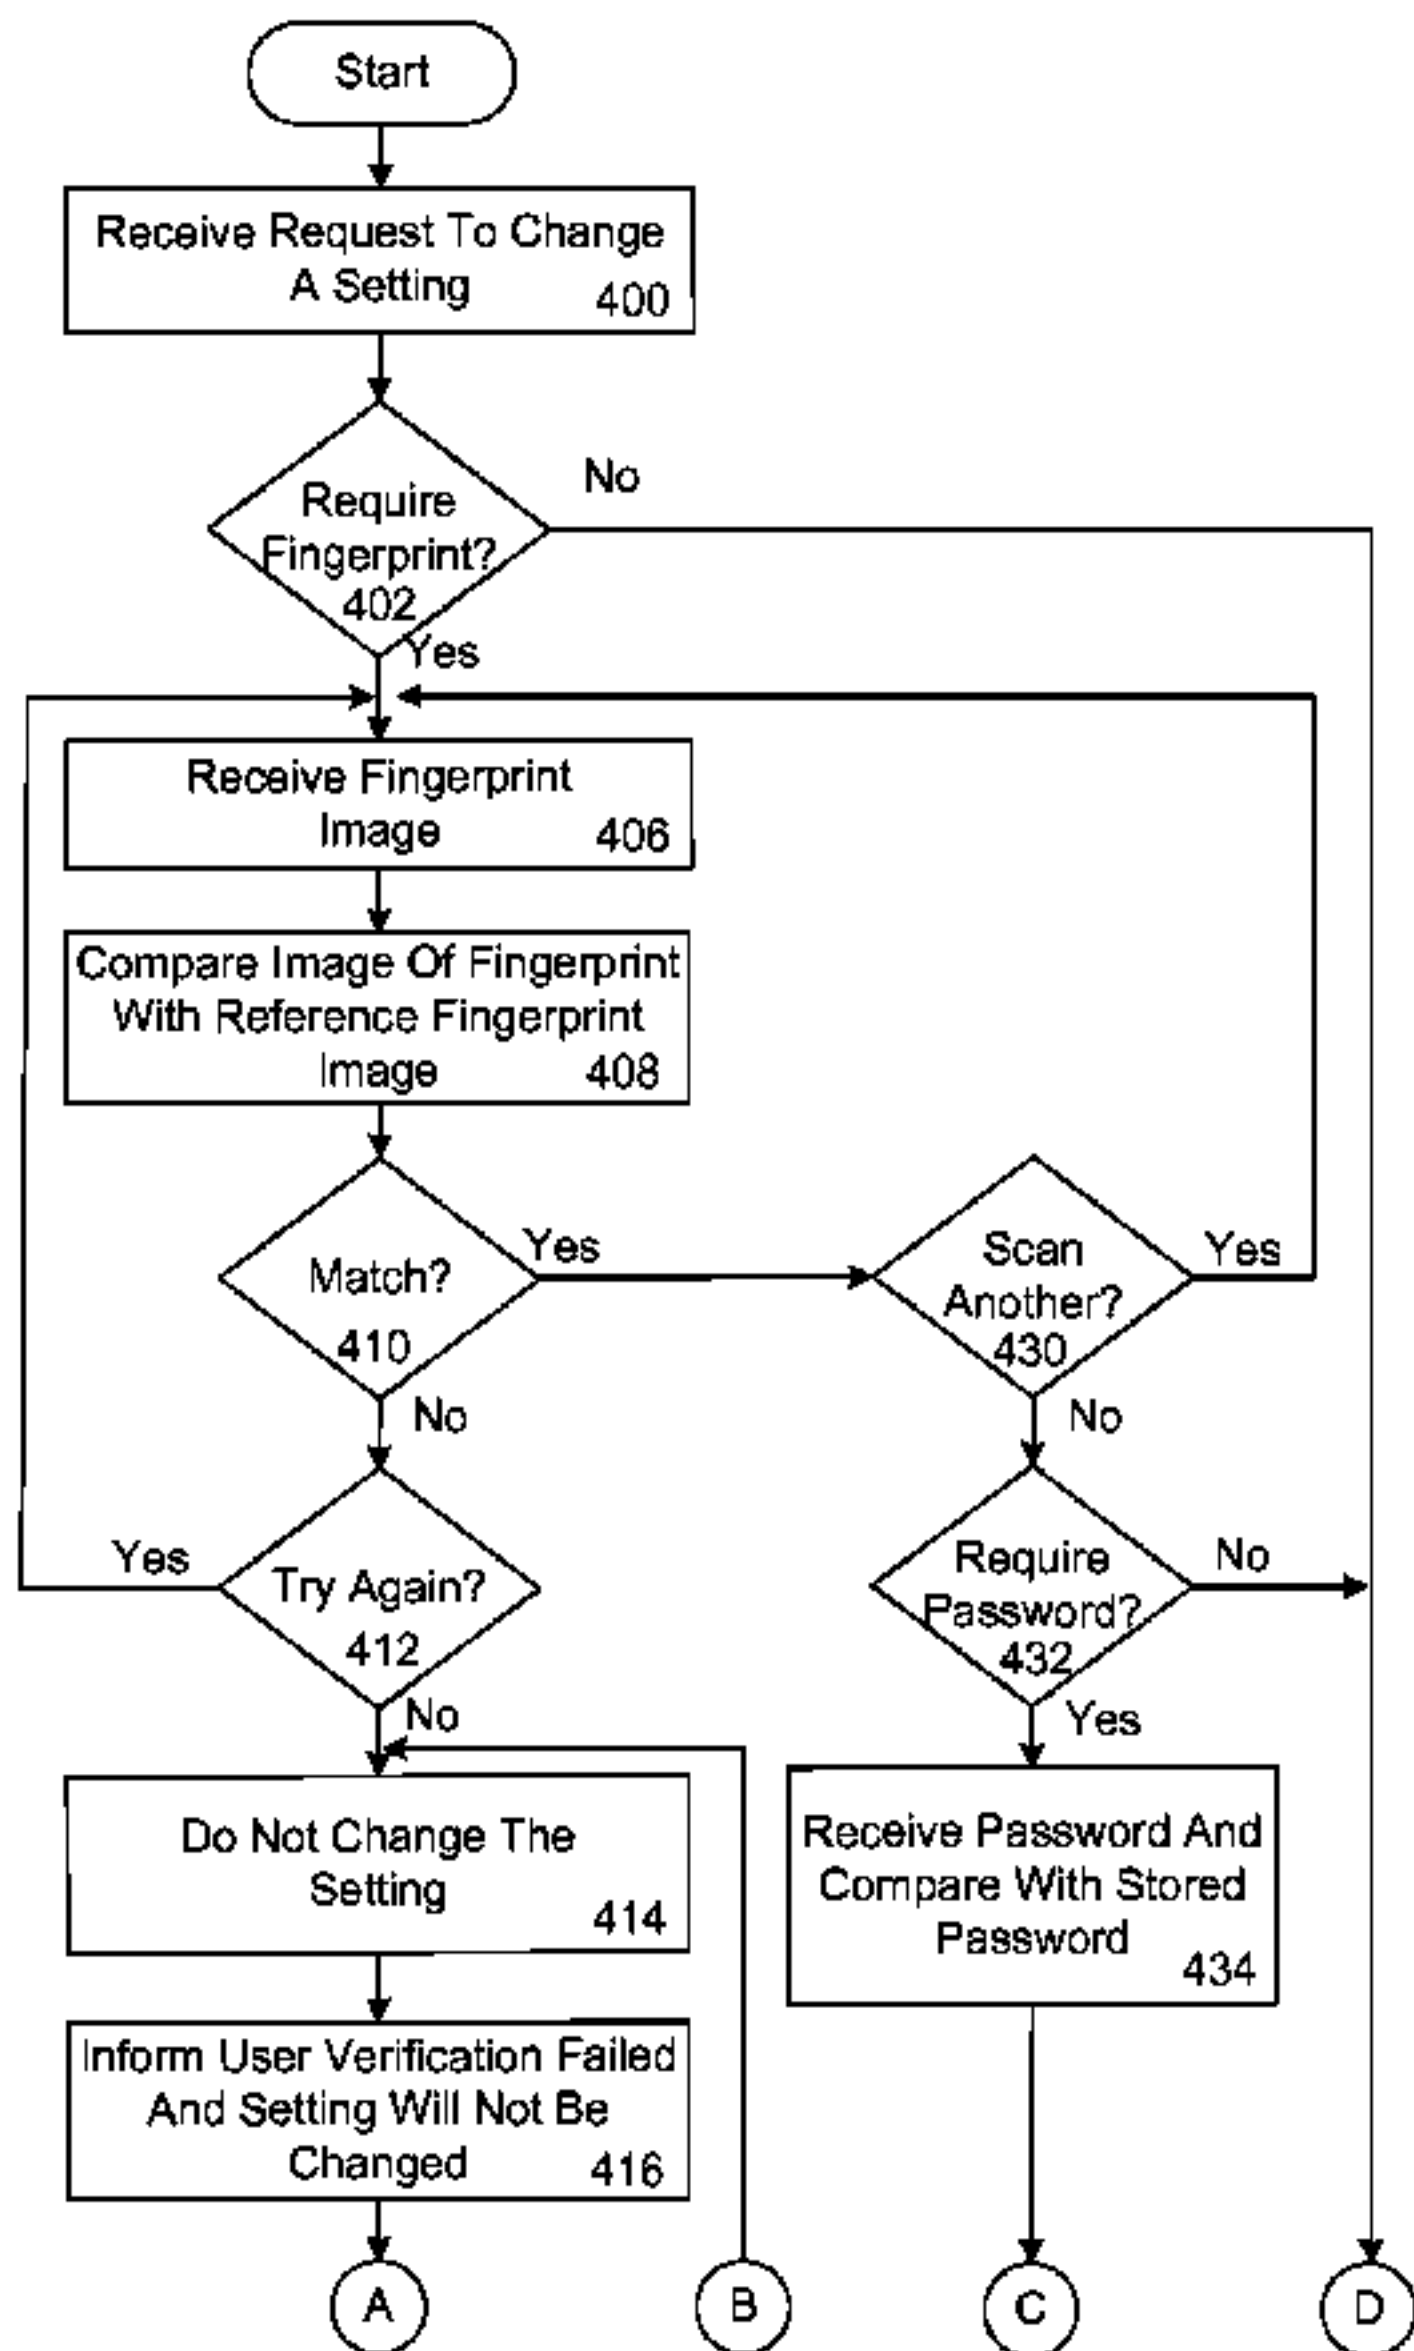 Start
Receive Request To Change
A Setting
400
No
Require
Fingerprint?
402
Yes
Receive Fingerprint
Image
406
Compare Image Of Fingerprint
With Reference Fingerprint
Image
408
Match?
410
Yes
Scan
Another?
430
Yes
No
No
Try Again?
412
Yes
Require
Password?
432
No
No
Yes
Do Not Change The
Setting
414
Receive Password And
Compare With Stored
Password
434
Inform User Verification Failed
And Setting Will Not Be
Changed
416
A
B
C
D